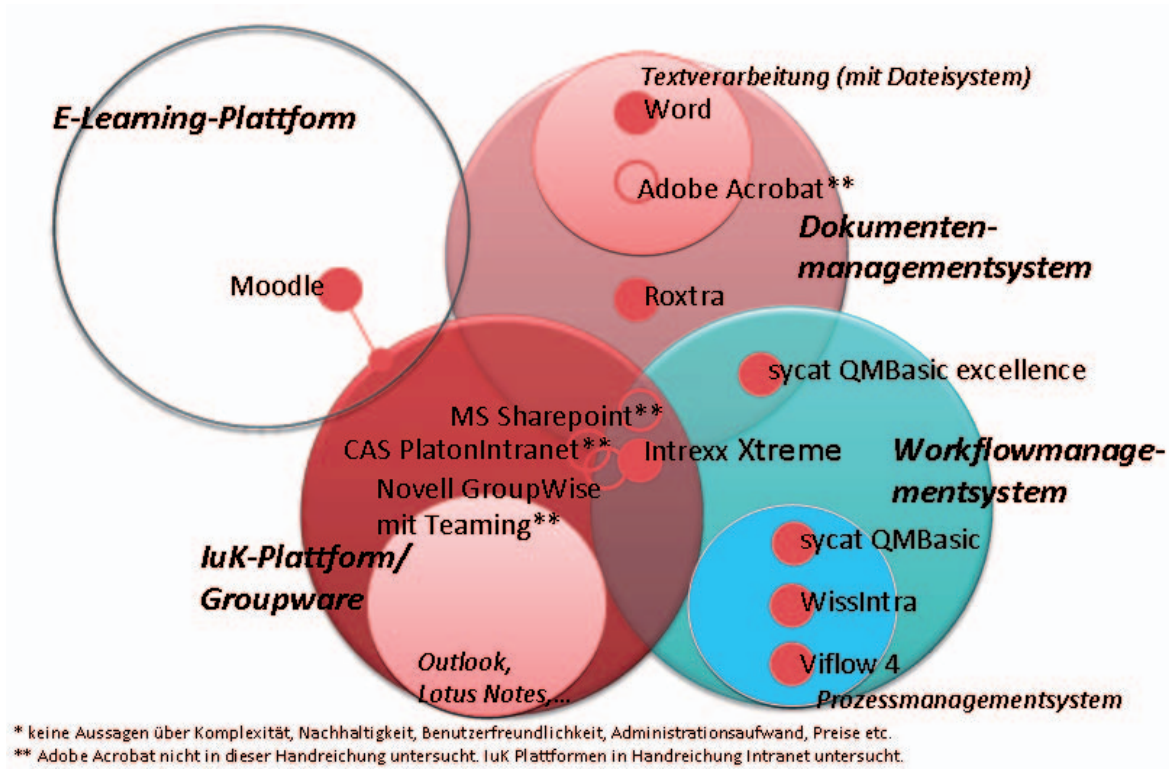 Textverarbeitung (mit Dateisystem)
E-Learning-Plattform
Word
Adobe Acrobat**
Dokumenten-
managementsystem
Moodle
Roxtra
sycat QMBasic excellence
MS Sharepoint**
CAS PlatonIntranet**
Intrexx Xtreme
Workflowmanage-
mentsystem
Novell GroupWise
mit Teaming**
sycat QMBasic
IuK-Plattform/
Groupware
WissIntra
Outlook,
Lotus Notes,...
Viflow 4
Prozessmanagementsystem
* keine Aussagen über Komplexität, Nachhaltigkeit, Benutzerfreundlichkeit, Administrationsaufwand, Preise etc.
** Adobe Acrobat nicht in dieser Handreichung untersucht. IuK Plattformen in Handreichung Intranet untersucht.